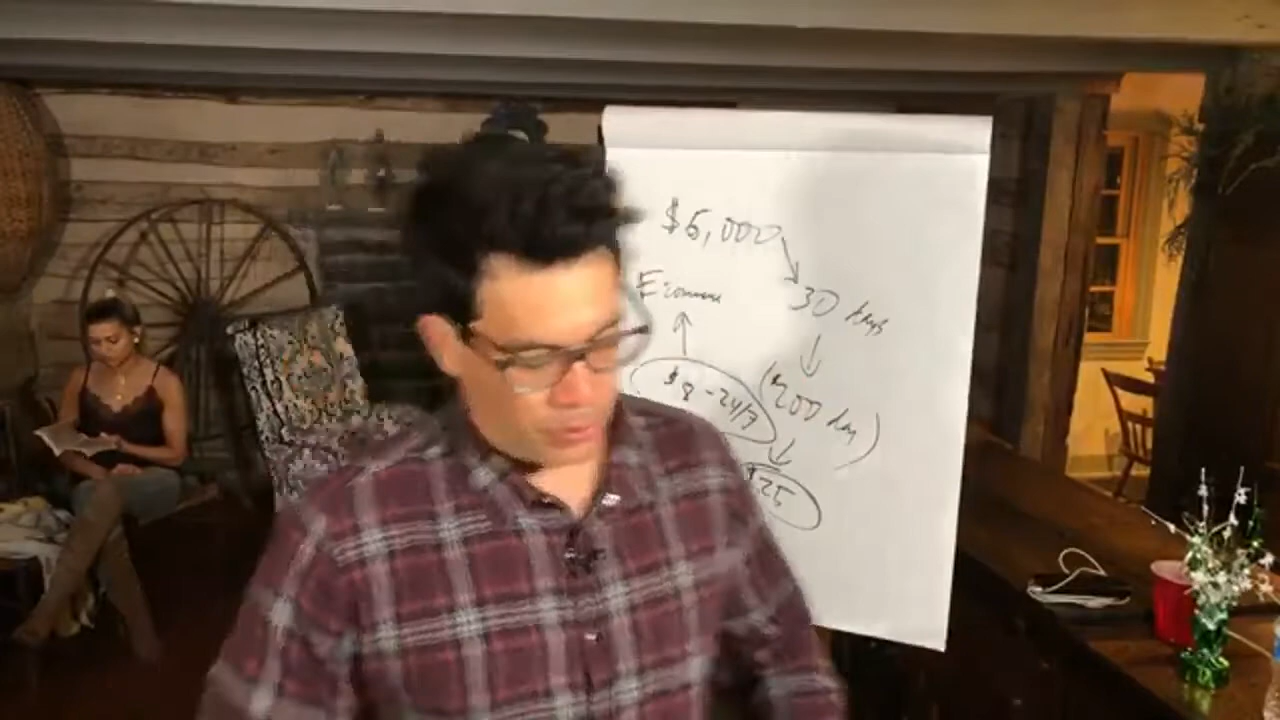 $6,000
30 days
Ecommerce
($200 day)
$8 - 24/7
$25